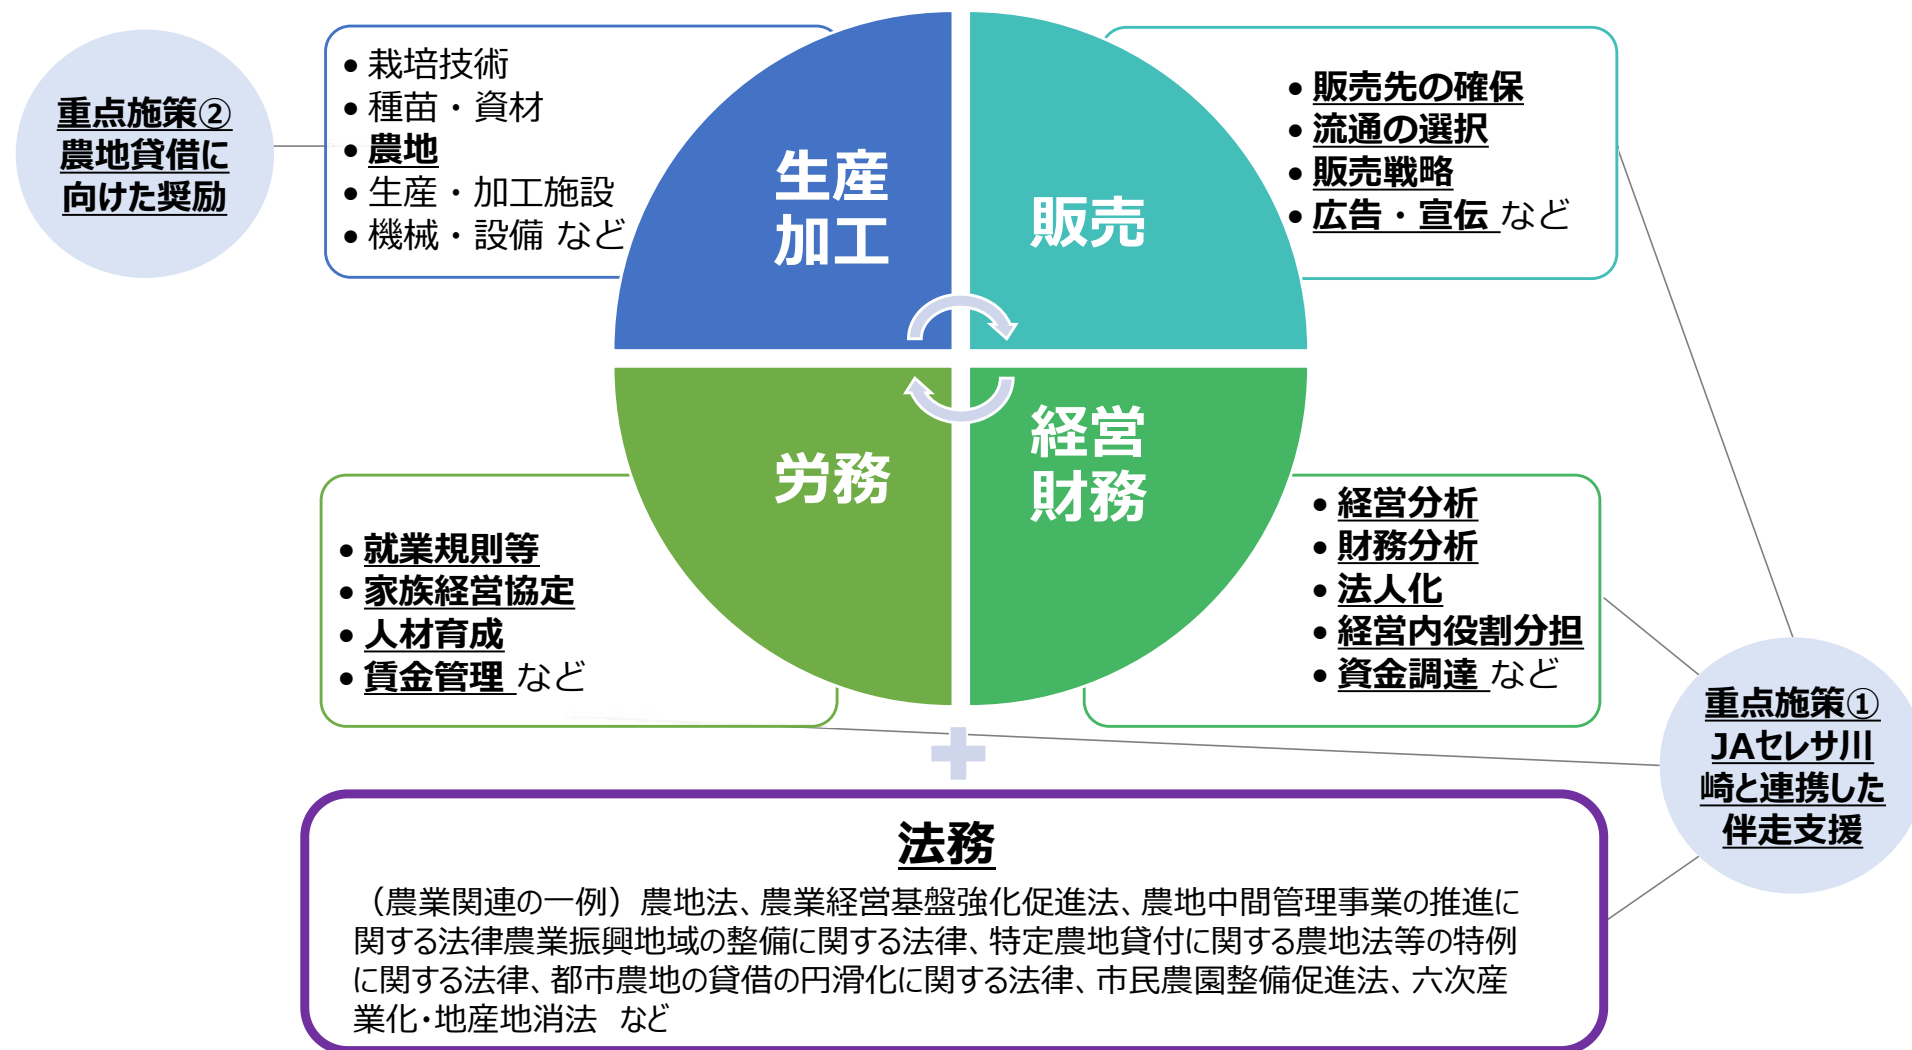 重点施策②
農地貸借に
向けた奨励
• 栽培技術
• 種苗・資材
• 農地
• 生産・加工施設
• 機械・設備 など
生産
加工
販売
• 販売先の確保
• 流通の選択
• 販売戦略
• 広告・宣伝 など
労務
経営
財務
• 就業規則等
• 家族経営協定
• 人材育成
• 賃金管理 など
• 経営分析
• 財務分析
• 法人化
• 経営内役割分担
• 資金調達 など
重点施策①
JAセレサ川
崎と連携した
伴走支援
法務
（農業関連の一例）農地法、農業経営基盤強化促進法、農地中間管理事業の推進に
関する法律農業振興地域の整備に関する法律、特定農地貸付に関する農地法等の特例
に関する法律、都市農地の貸借の円滑化に関する法律、市民農園整備促進法、六次産
業化・地産地消法　など